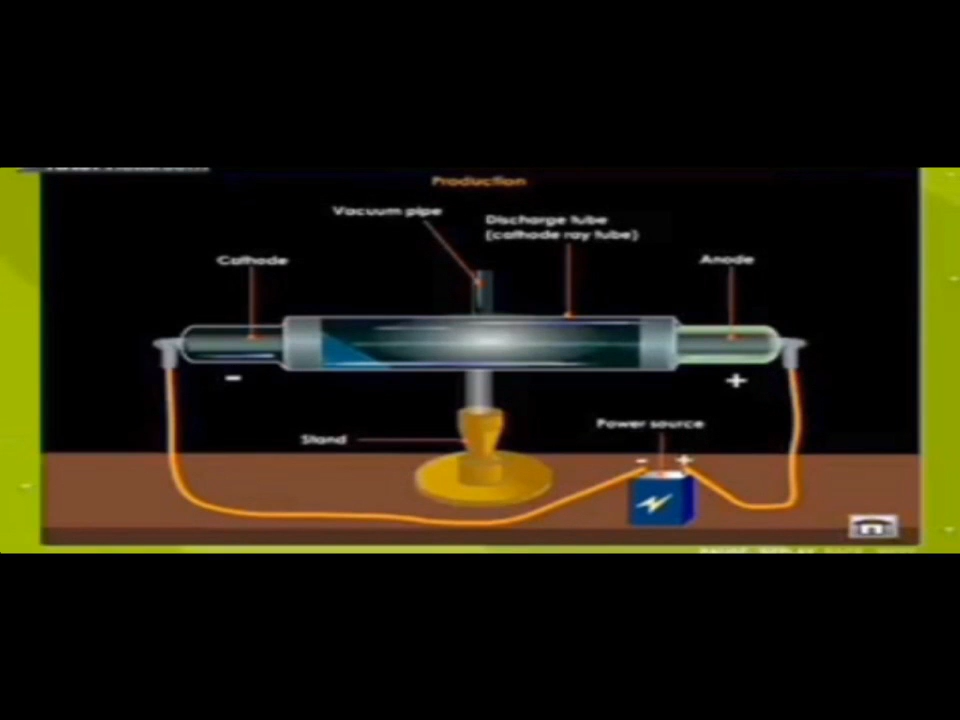 Production
Vacuum pipe
Discharge tube
(cathode ray tube)
Cathode
Anode
-
+
Power source
Stand
- +